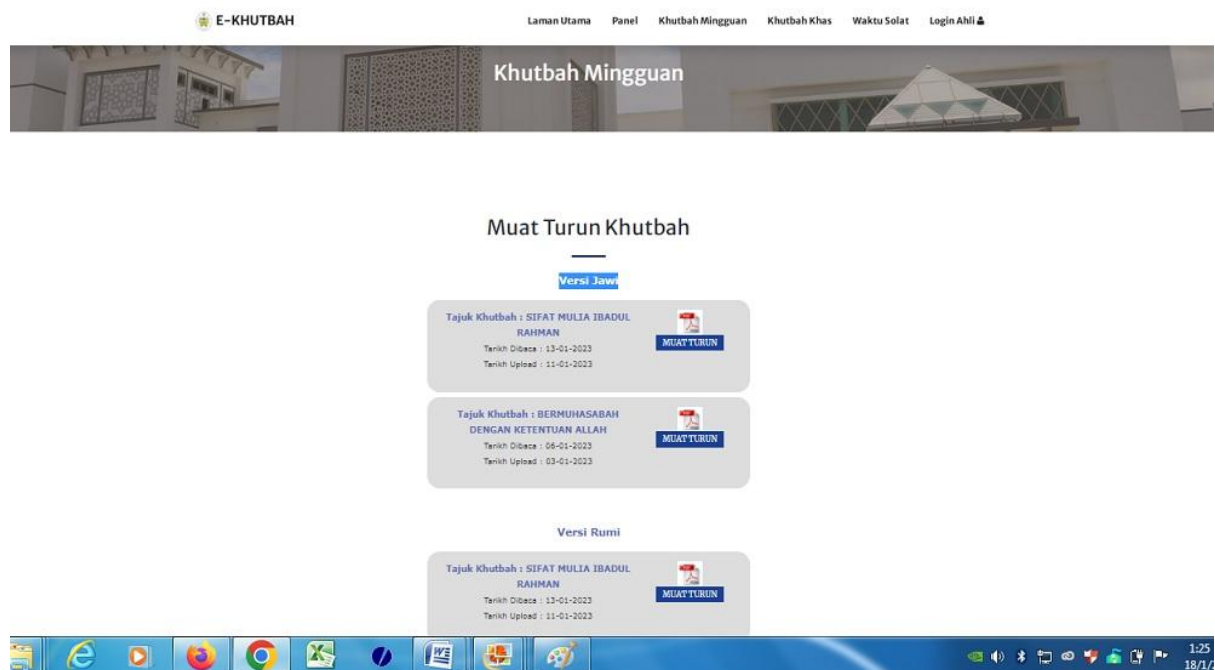 E-KHUTBAH
Laman Utama Panel Khutbah Mingguan Khutbah Khas Waktu Solat Login Ahli
Khutbah Mingguan
Muat Turun Khutbah
Versi Jawi
Tajuk Khutbah : SIFAT MULIA IBADUL
RAHMAN
Tarikh Dibaca : 13-01-2023
Tarikh Upload : 11-01-2023
MUAT TURUN
Tajuk Khutbah : BERMUHASABAH
DENGAN KETENTUAN ALLAH
Tarikh Dibaca : 06-01-2023
Tarikh Upload : 03-01-2023
MUAT TURUN
Versi Rumi
Tajuk Khutbah : SIFAT MULIA IBADUL
RAHMAN
Tarikh Dibaca : 13-01-2023
Tarikh Upload : 11-01-2023
MUAT TURUN
1:25
18/1/